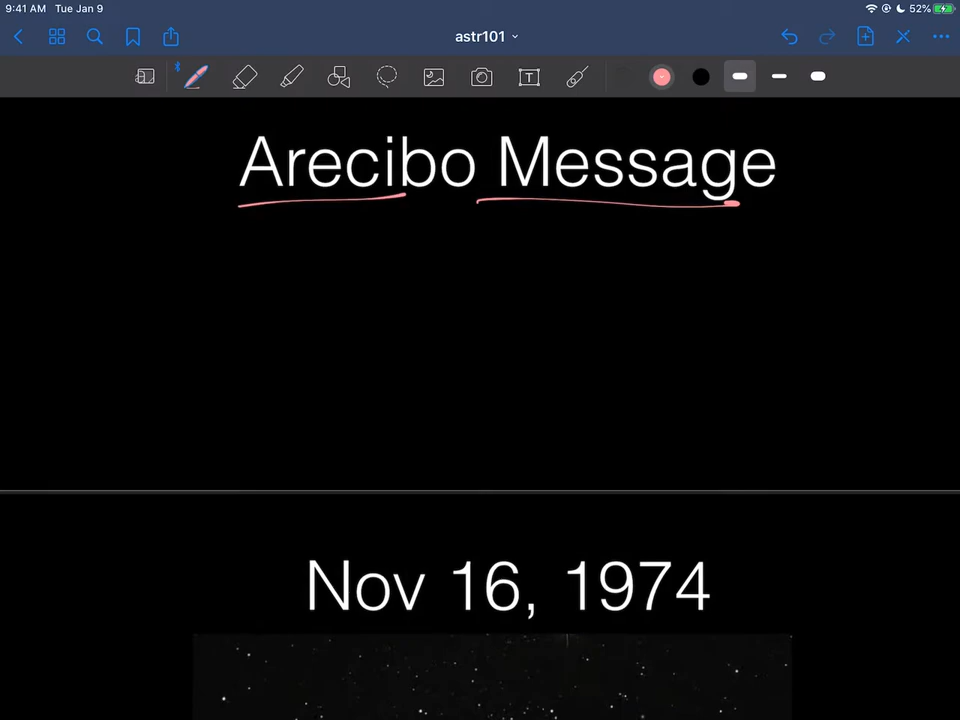 9:41 AM Tue Jan 9
52%
astr101
T
Arecibo Message
Nov 16, 1974